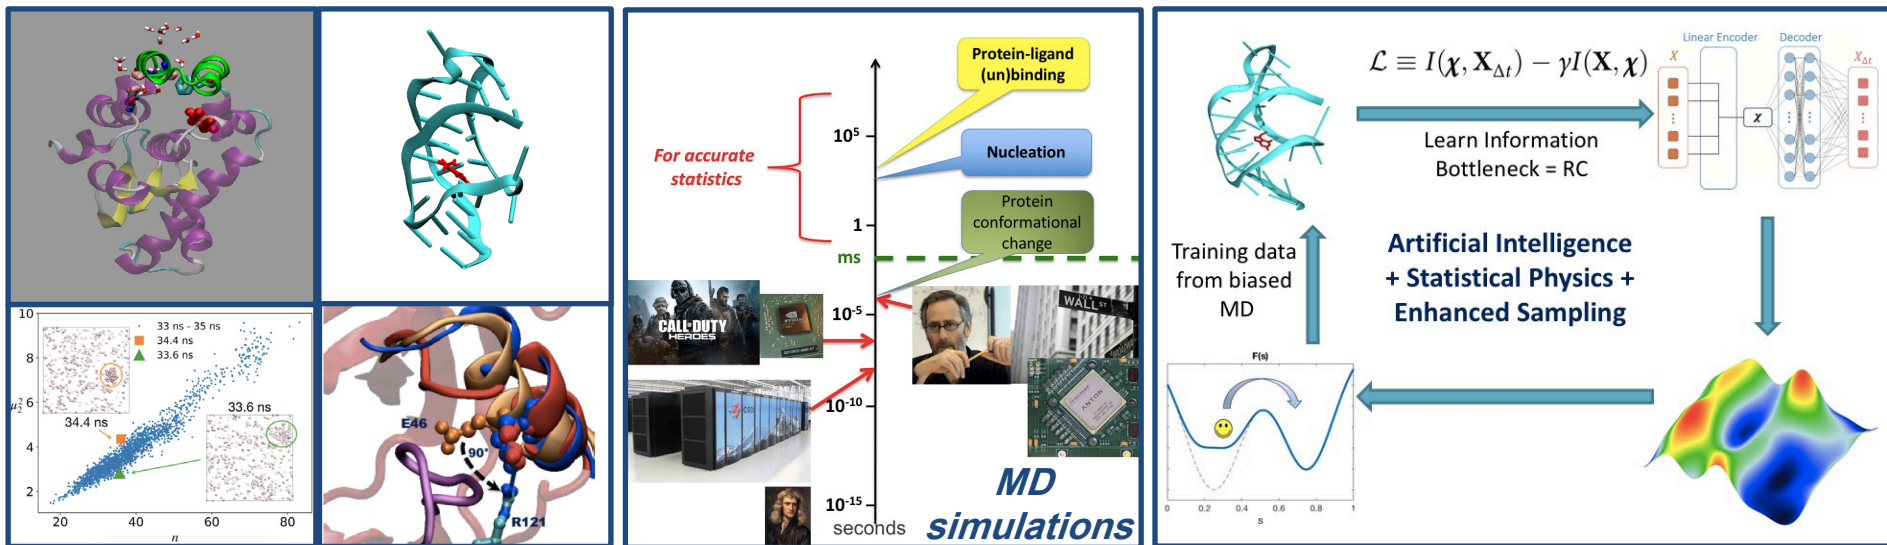 10
8
6
4
2
μ₂²
20
40
60
80
n
33 ns - 35 ns
34.4 ns
33.6 ns
34.4 ns
33.6 ns
E46
90°
R121
For accurate
statistics
10⁵
1
ms
10⁻⁵
10⁻¹⁰
10⁻¹⁵
seconds
Protein-ligand
(un)binding
Nucleation
Protein
conformational
change
CALL OF DUTY
HEROES
WALL ST
ANTON
MD
simulations
ℒ ≡ I(χ, X_Δt) − γI(X, χ)
Learn Information
Bottleneck = RC
Linear Encoder
Decoder
X
χ
X_Δt
Training data
from biased
MD
Artificial Intelligence
+ Statistical Physics +
Enhanced Sampling
F(s)
0
0.2
0.4
0.6
0.8
1
S